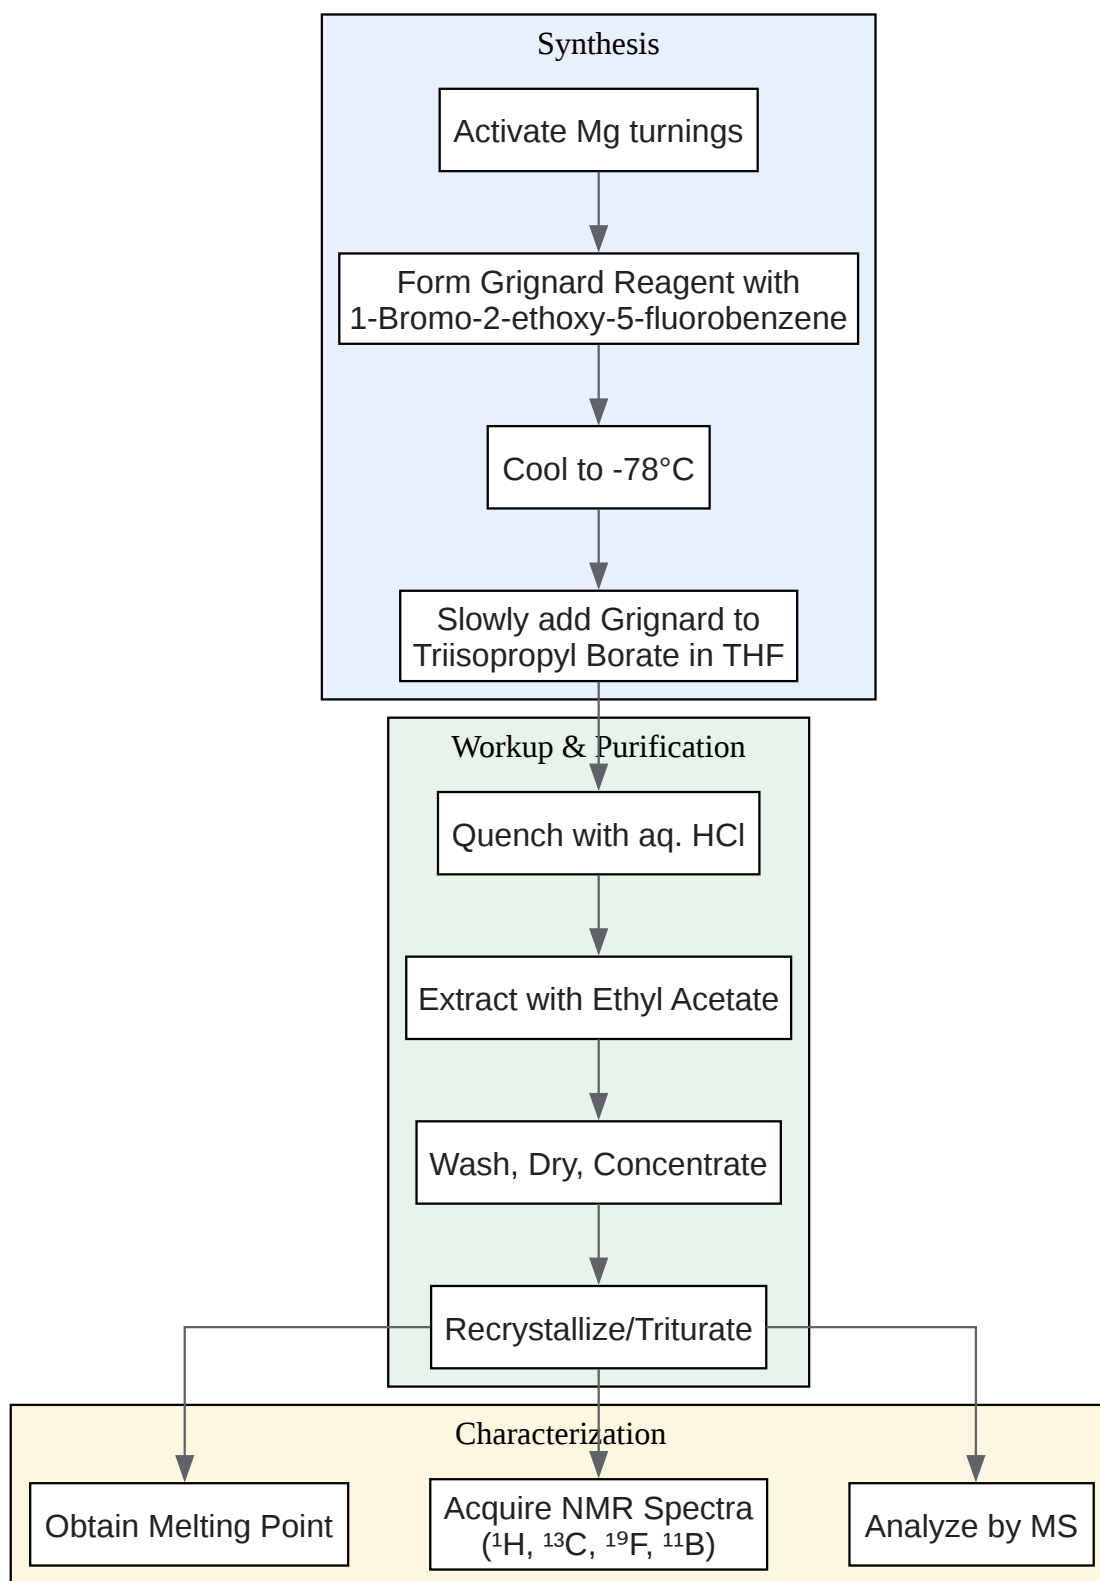 Synthesis
Activate Mg turnings
Form Grignard Reagent with
1-Bromo-2-ethoxy-5-fluorobenzene
Cool to -78°C
Slowly add Grignard to
Triisopropyl Borate in THF
Workup & Purification
Quench with aq. HCl
Extract with Ethyl Acetate
Wash, Dry, Concentrate
Recrystallize/Triturate
Characterization
Obtain Melting Point
Acquire NMR Spectra
(¹H, ¹³C, ¹⁹F, ¹¹B)
Analyze by MS